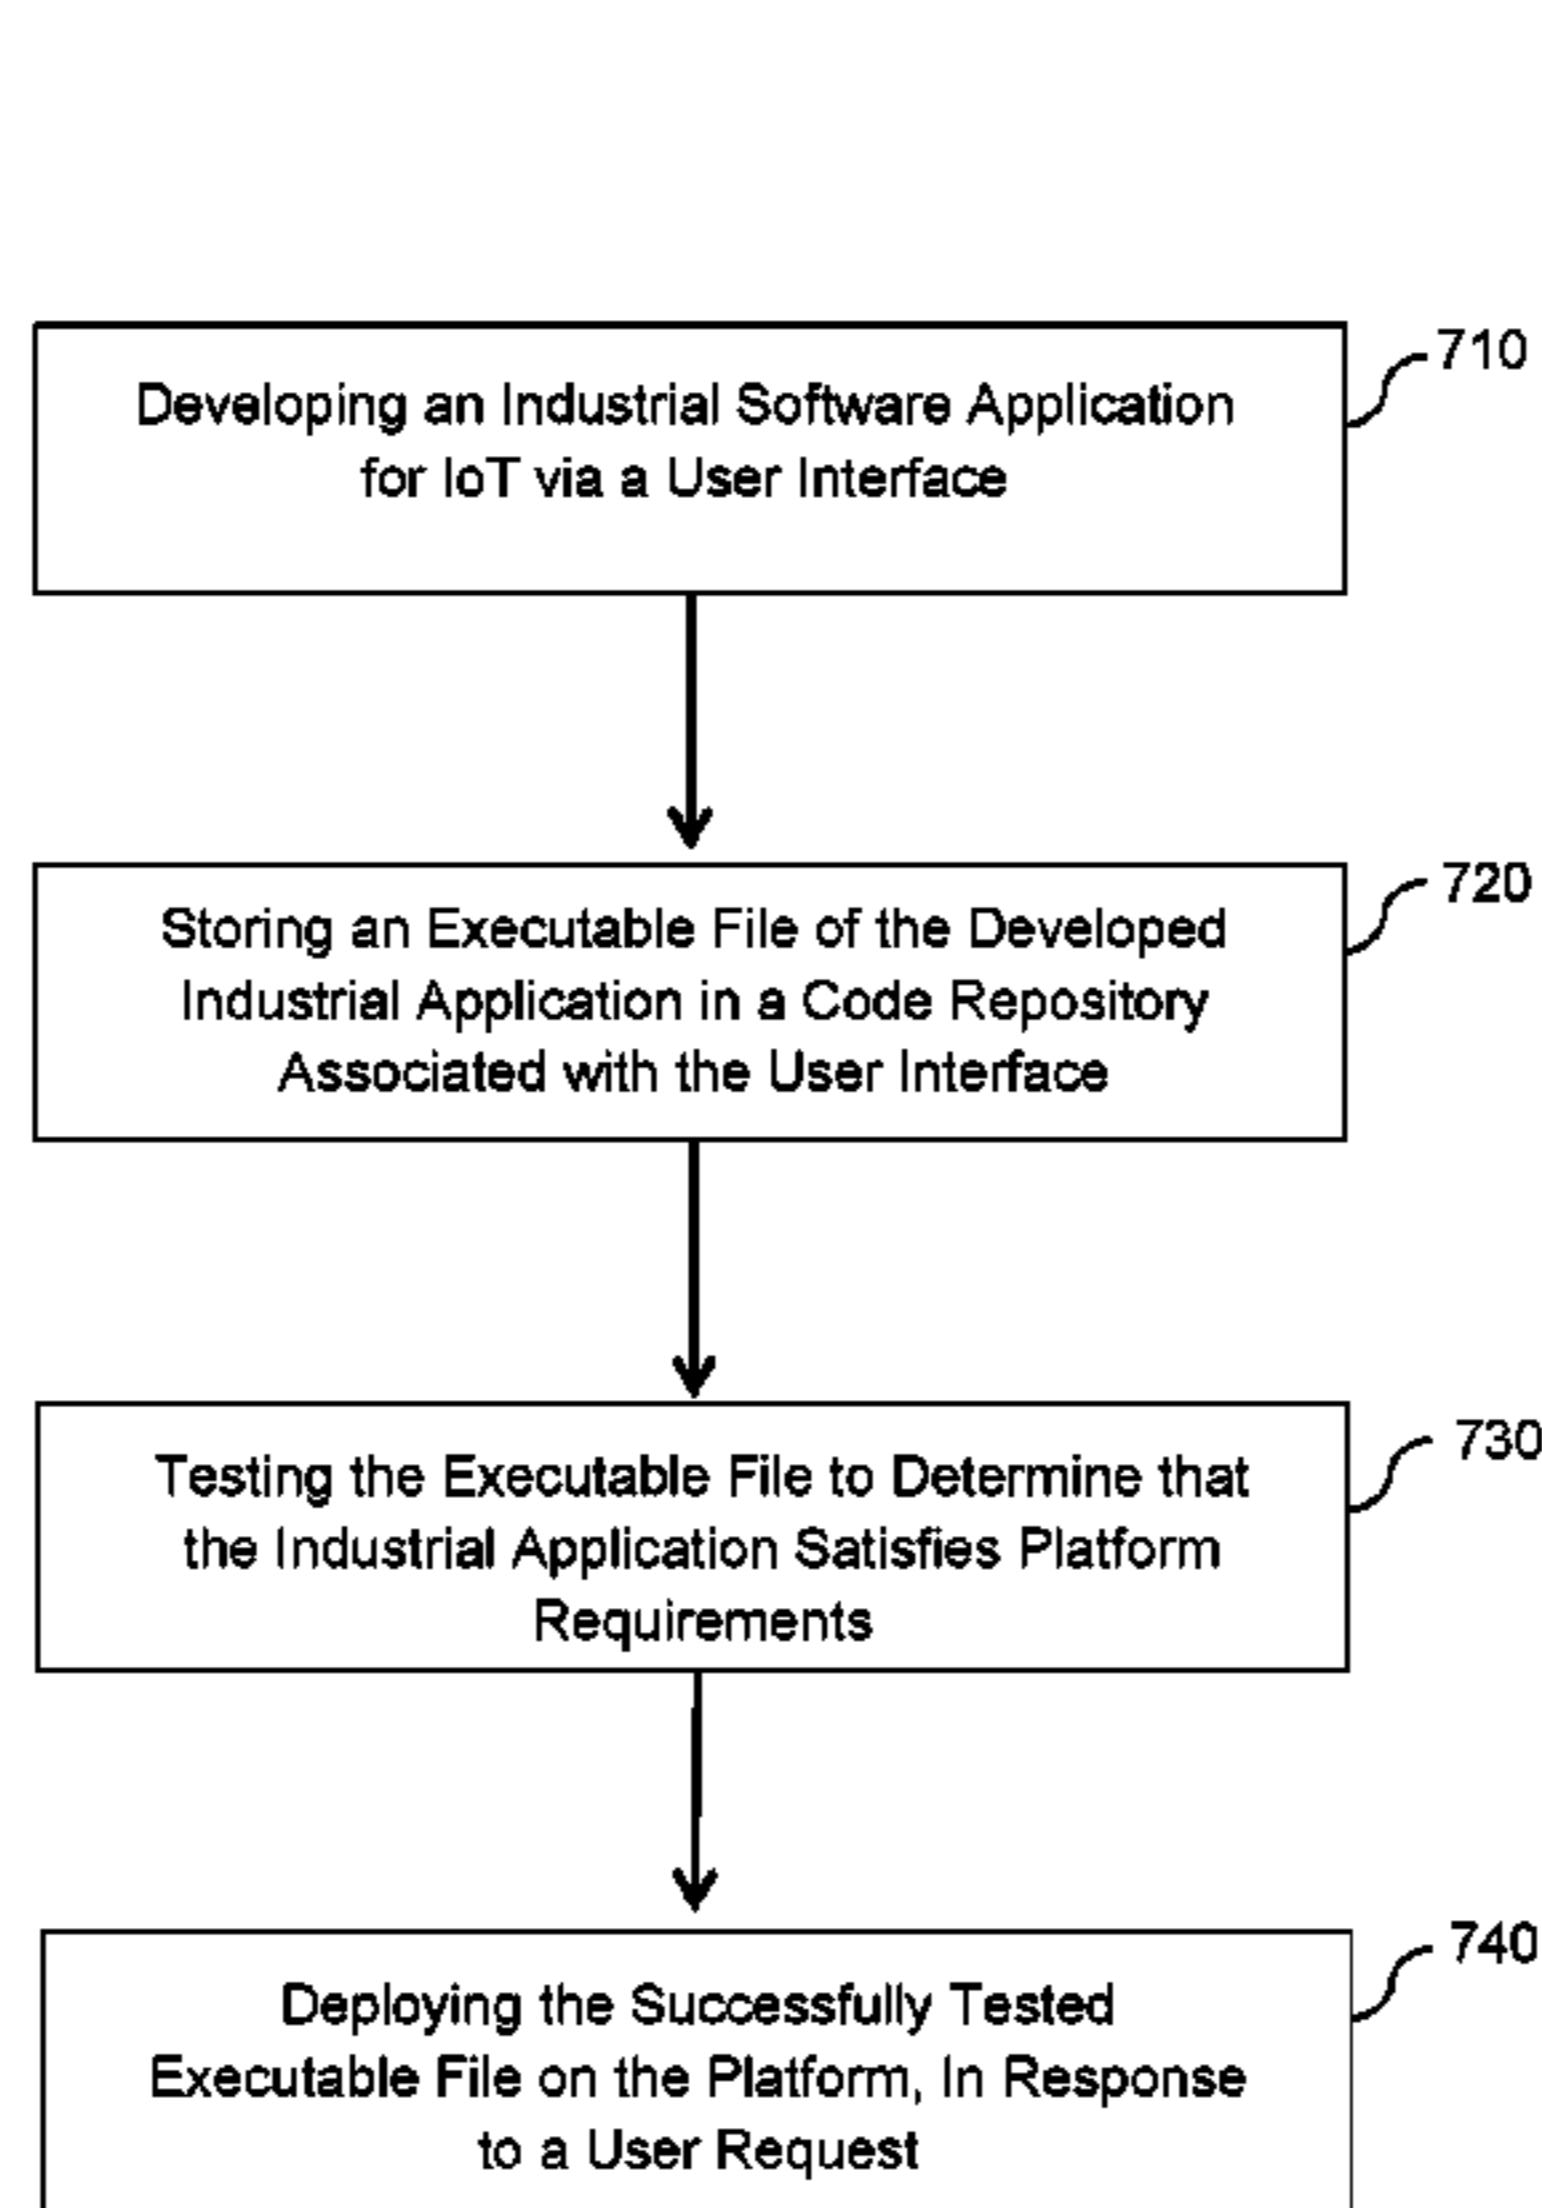 710
Developing an Industrial Software Application
for IoT via a User Interface
720
Storing an Executable File of the Developed
Industrial Application in a Code Repository
Associated with the User Interface
730
Testing the Executable File to Determine that
the Industrial Application Satisfies Platform
Requirements
740
Deploying the Successfully Tested
Executable File on the Platform, In Response
to a User Request